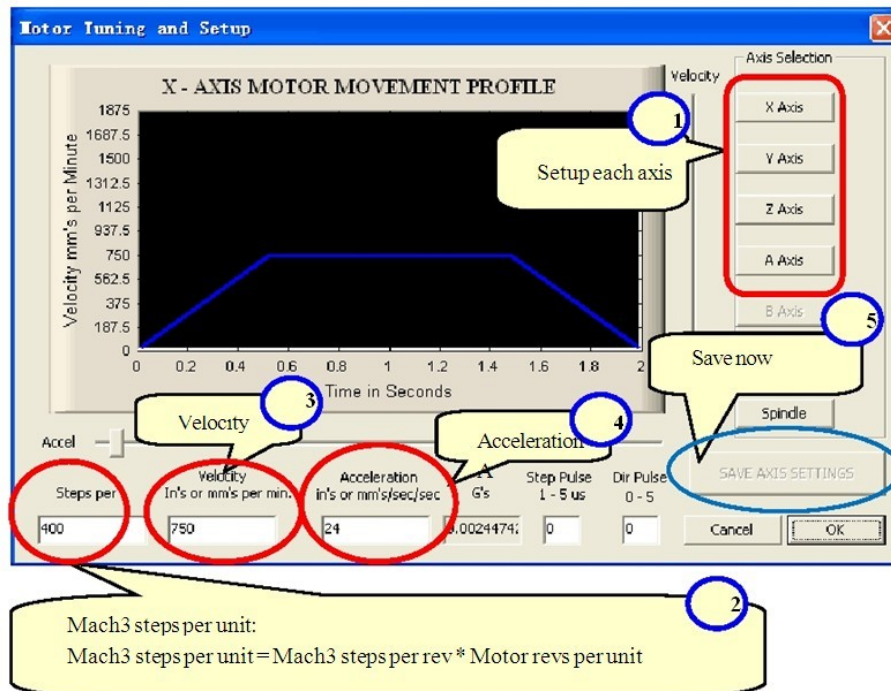 Motor Tuning and Setup
Axis Selection
X - AXIS MOTOR MOVEMENT PROFILE
Velocity
Velocity mm's per Minute
1875
1687.5
1500
1312.5
1125
937.5
750
562.5
375
187.5
0
0 0.2 0.4 0.6 0.8 1 1.2 1.4 1.6 1.8 2
Time in Seconds
1
Setup each axis
X Axis
Y Axis
Z Axis
A Axis
B Axis
5
Save now
Spindle
SAVE AXIS SETTINGS
3
Velocity
4
Acceleration
A
Accel
Steps per
Velocity
In's or mm's per min.
Acceleration
in's or mm's/sec/sec
G's
Step Pulse
1 - 5 us
Dir Pulse
0 - 5
400
750
24
0.0024474
0
0
Cancel
OK
2
Mach3 steps per unit:
Mach3 steps per unit = Mach3 steps per rev * Motor revs per unit